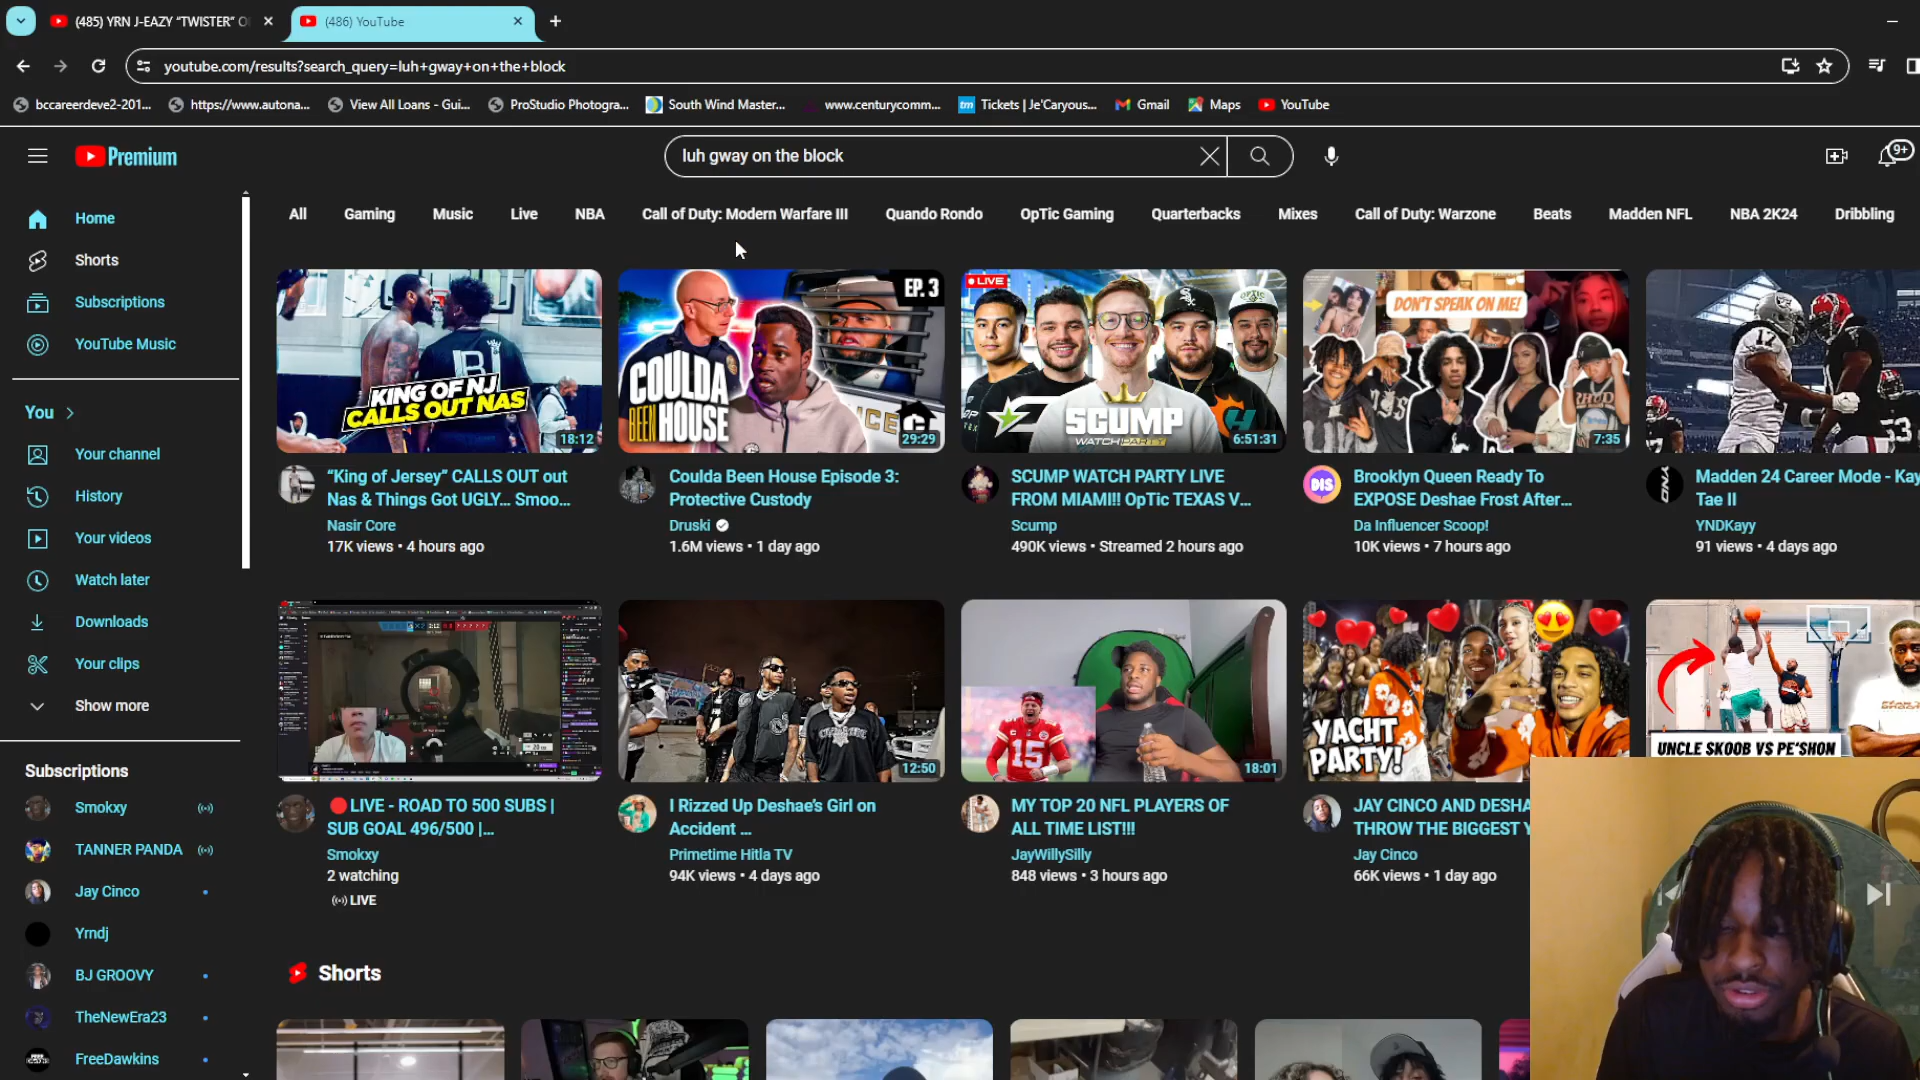 (485) YRN J-EAZY “TWISTER” O
(486) YouTube
youtube.com/results?search_query=luh+gway+on+the+block
bccareerdeve2-201...
https://www.autona...
View All Loans - Gui...
ProStudio Photogra...
South Wind Master...
www.centurycomm...
tm
Tickets | Je'Caryous...
Gmail
Maps
YouTube
Premium
luh gway on the block
9+
All
Gaming
Music
Live
NBA
Call of Duty: Modern Warfare III
Quando Rondo
OpTic Gaming
Quarterbacks
Mixes
Call of Duty: Warzone
Beats
Madden NFL
NBA 2K24
Dribbling
Home
Shorts
Subscriptions
YouTube Music
You
Your channel
History
Your videos
Watch later
Downloads
Your clips
Show more
Subscriptions
Smokxy
TANNER PANDA
Jay Cinco
Yrndj
BJ GROOVY
TheNewEra23
FreeDawkins
KING OF NJ
CALLS OUT NAS
18:12
“King of Jersey” CALLS OUT out
Nas & Things Got UGLY... Smoo...
Nasir Core
17K views • 4 hours ago
EP. 3
COULDA
BEEN HOUSE
29:29
Coulda Been House Episode 3:
Protective Custody
Druski
1.6M views • 1 day ago
LIVE
OPTIC
SCUMP
WATCH PARTY
6:51:31
SCUMP WATCH PARTY LIVE
FROM MIAMI!! OpTic TEXAS V...
Scump
490K views • Streamed 2 hours ago
DON'T SPEAK ON ME!
7:35
DIS
Brooklyn Queen Ready To
EXPOSE Deshae Frost After...
Da Influencer Scoop!
10K views • 7 hours ago
17
53
Madden 24 Career Mode - Kay
Tae II
YNDKayy
91 views • 4 days ago
LIVE - ROAD TO 500 SUBS |
SUB GOAL 496/500 |...
Smokxy
2 watching
LIVE
12:50
I Rizzed Up Deshae's Girl on
Accident ...
Primetime Hitla TV
94K views • 4 days ago
15
18:01
MY TOP 20 NFL PLAYERS OF
ALL TIME LIST!!!
JayWillySilly
848 views • 3 hours ago
YACHT
PARTY!
JAY CINCO AND DESHA
THROW THE BIGGEST Y
Jay Cinco
66K views • 1 day ago
UNCLE SKOOB VS PE'SHON
Shorts